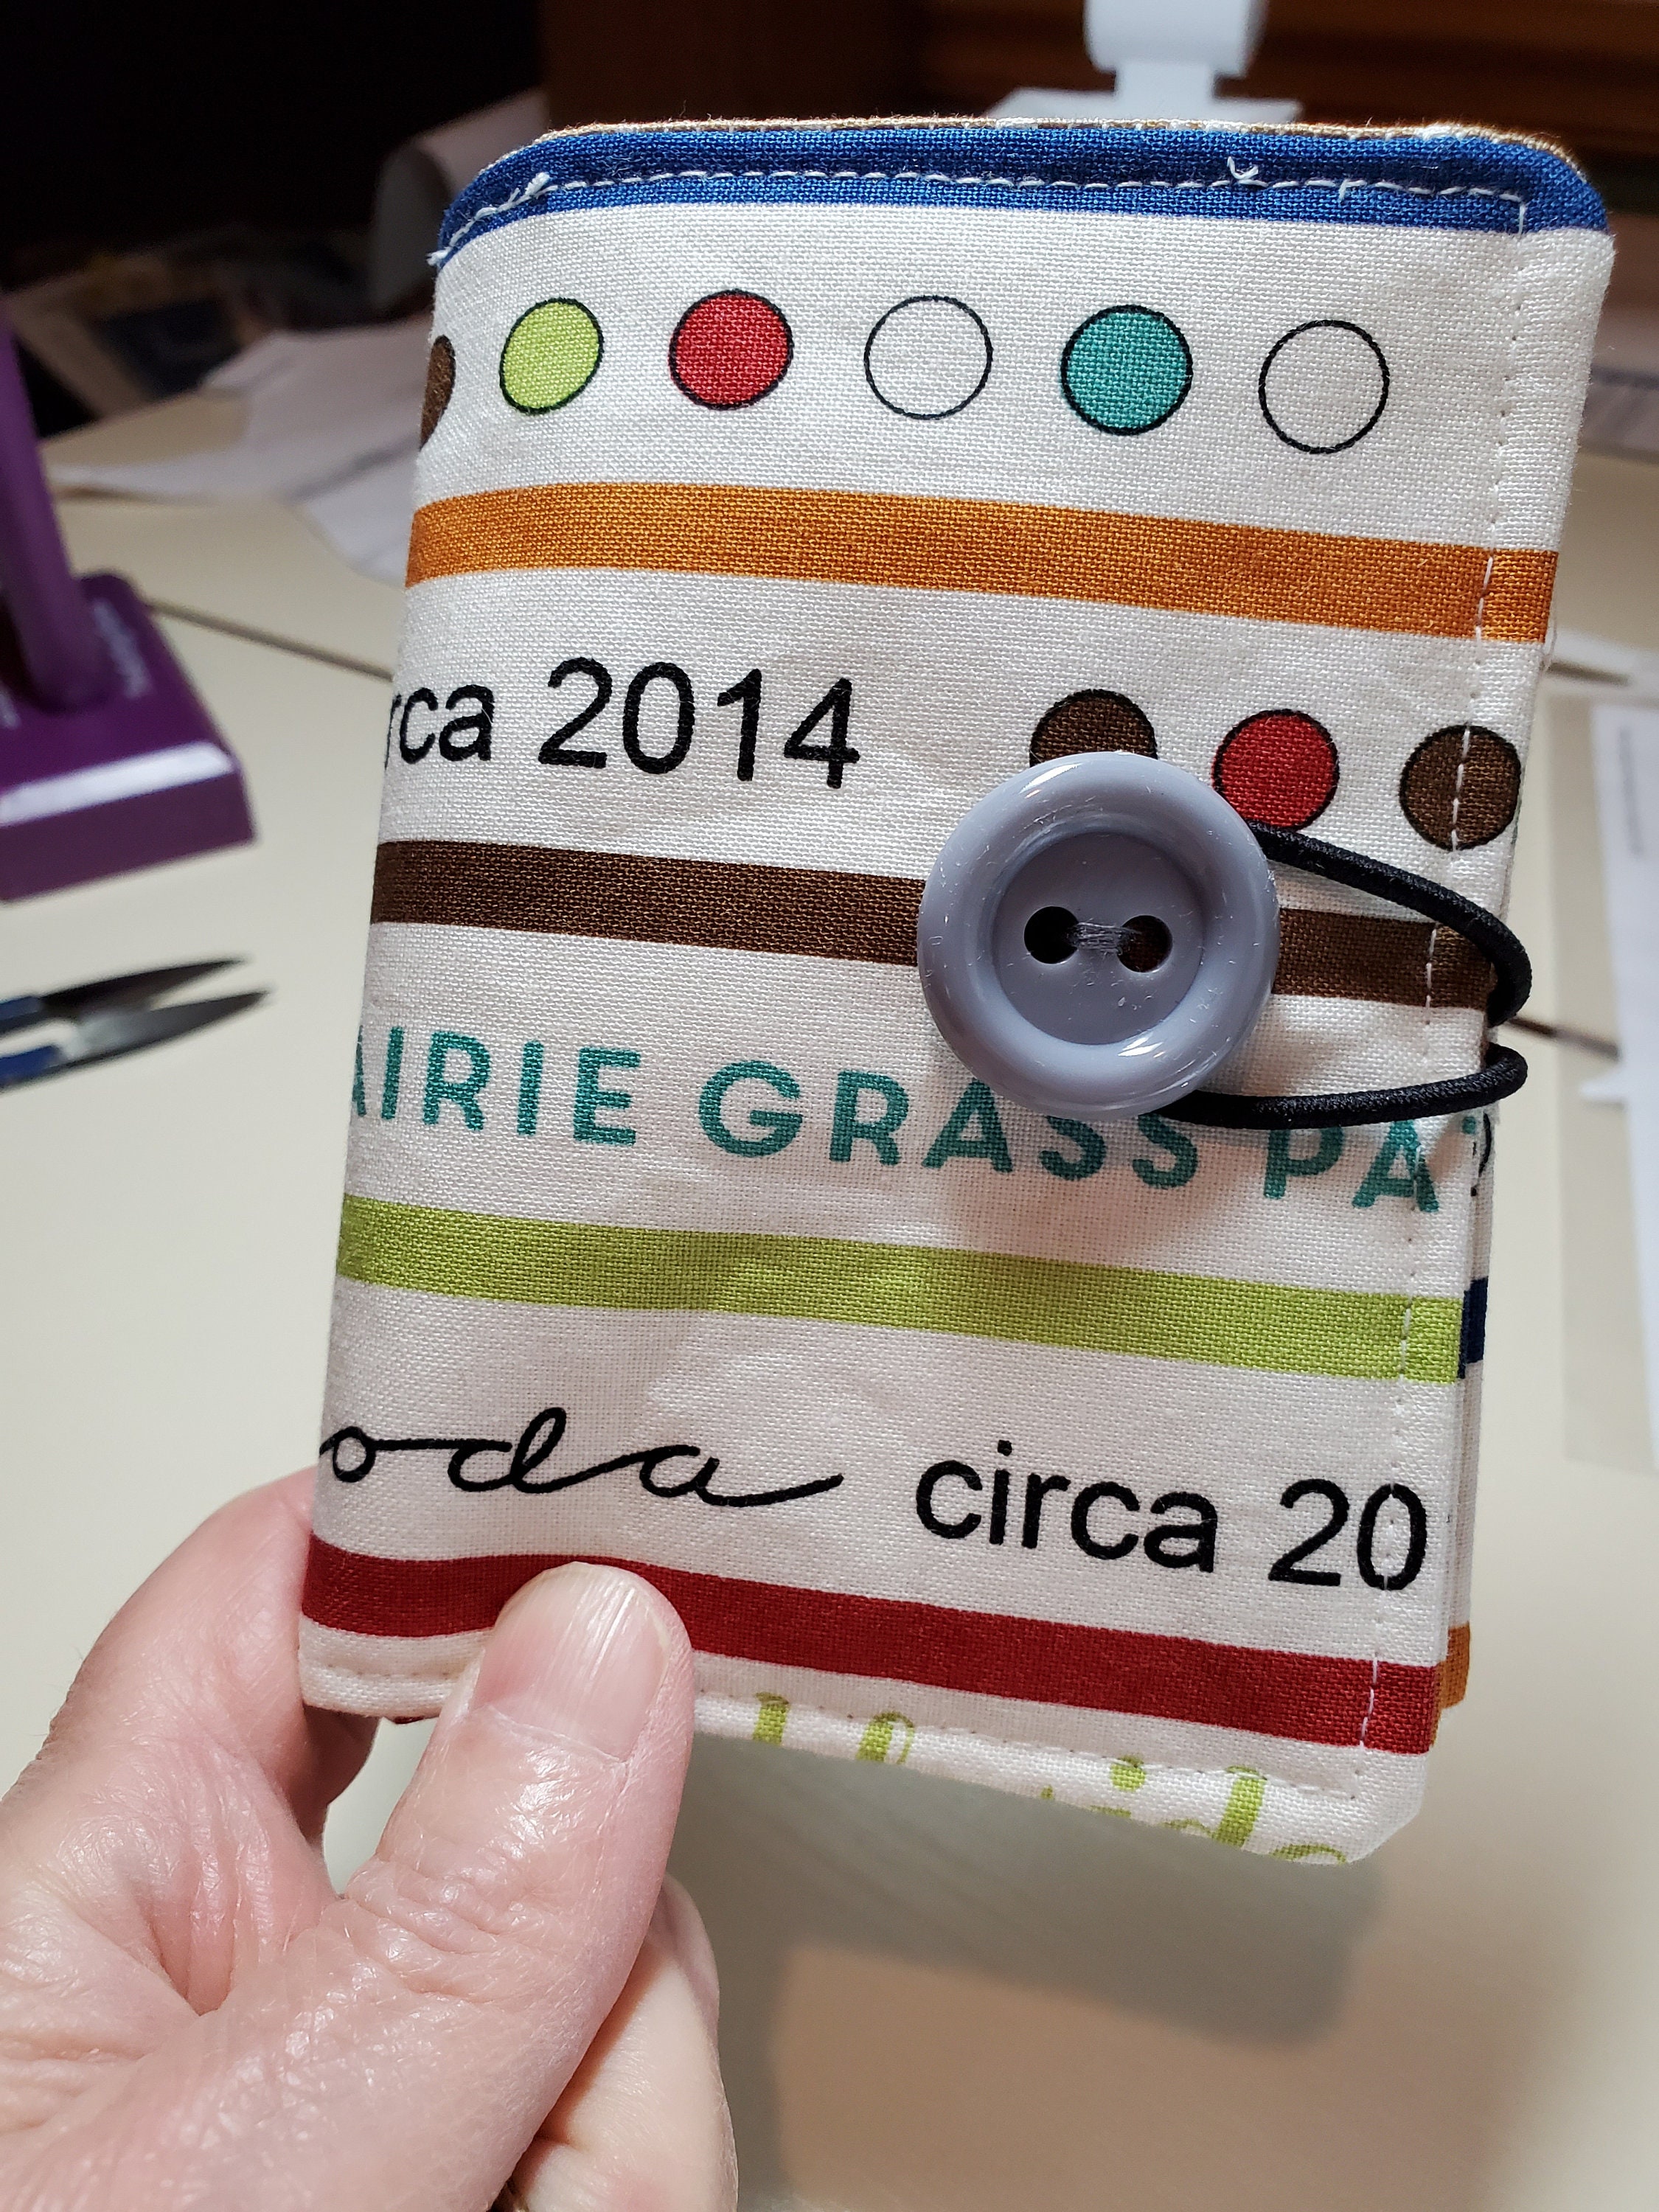 rca 2014
AIRIE GRASS PA
oda circa 20